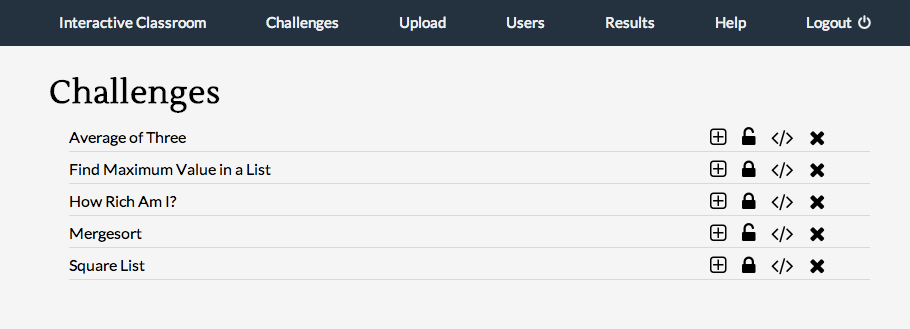 Interactive Classroom Challenges Upload Users Results Help Logout
Challenges
Average of Three </>
Find Maximum Value in a List </>
How Rich Am I? </>
Mergesort </>
Square List </>